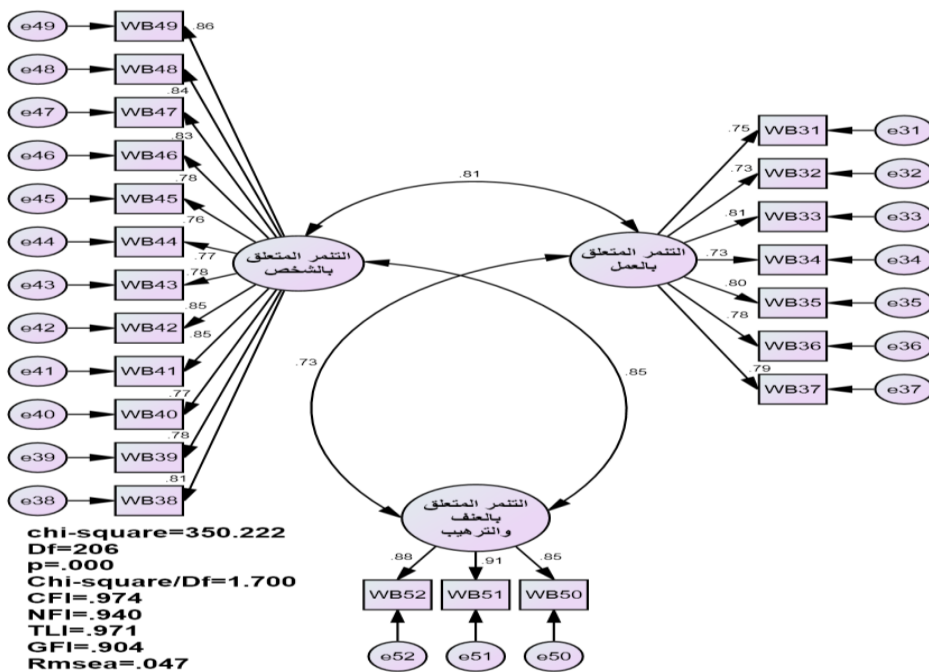 e49 WB49 .86
e48 WB48
e47 WB47 .84
e46 WB46 .83
e45 WB45 .78
e44 WB44 .76
e43 WB43 .77
e42 WB42 .78
e41 WB41 .85
.85
e40 WB40 .77
e39 WB39 .78
e38 WB38 .81
التنمر المتعلق
بالشخص
.81
التنمر المتعلق
بالعمل
.75 WB31 e31
.73 WB32 e32
.81 WB33 e33
.73 WB34 e34
.80 WB35 e35
.78 WB36 e36
.79 WB37 e37
.73
.85
التنمر المتعلق
بالعنف
والترهيب
.88 .91 .85
WB52 WB51 WB50
e52 e51 e50
chi-square=350.222
Df=206
p=.000
Chi-square/Df=1.700
CFI=.974
NFI=.940
TLI=.971
GFI=.904
Rmsea=.047